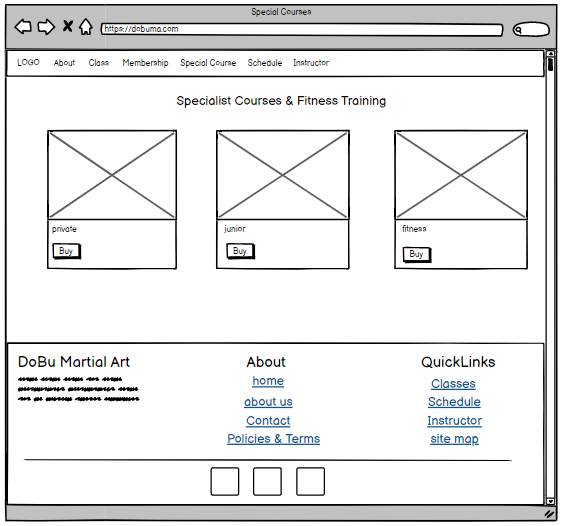 Special Courses
https://dobuma.com
LOGO About Class Membership Special Course Schedule Instructor
Specialist Courses & Fitness Training
private junior fitness
Buy Buy Buy
DoBu Martial Art About QuickLinks
home Classes
about us Schedule
Contact Instructor
Policies & Terms site map